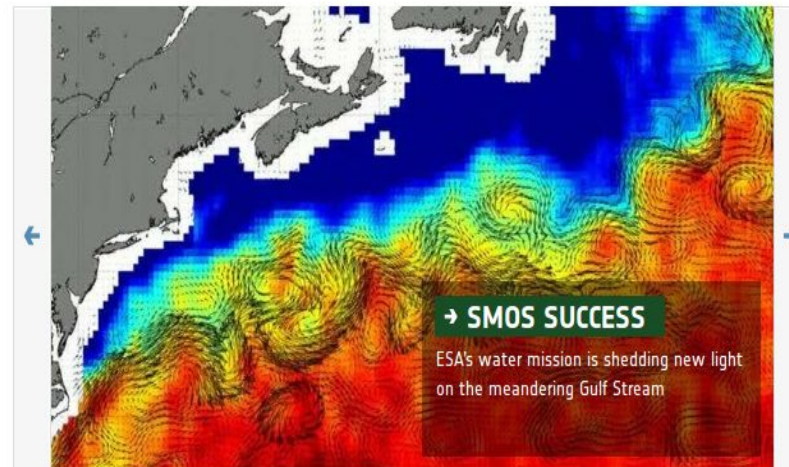 → SMOS SUCCESS
ESA's water mission is shedding new light
on the meandering Gulf Stream